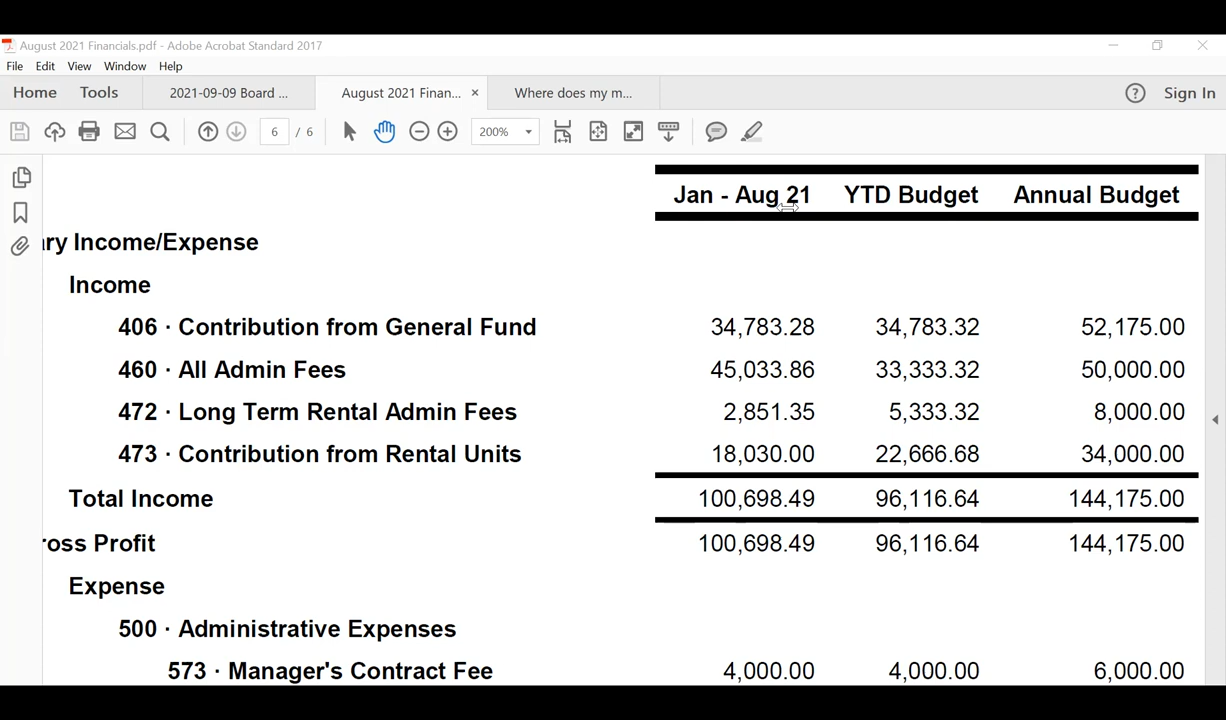 August 2021 Financials.pdf - Adobe Acrobat Standard 2017
File Edit View Window Help
Home Tools 2021-09-09 Board ... August 2021 Finan... × Where does my m... ? Sign In
6 / 6 200%
Jan - Aug 21 YTD Budget Annual Budget
ry Income/Expense
Income
406 · Contribution from General Fund 34,783.28 34,783.32 52,175.00
460 · All Admin Fees 45,033.86 33,333.32 50,000.00
472 · Long Term Rental Admin Fees 2,851.35 5,333.32 8,000.00
473 · Contribution from Rental Units 18,030.00 22,666.68 34,000.00
Total Income 100,698.49 96,116.64 144,175.00
ross Profit 100,698.49 96,116.64 144,175.00
Expense
500 · Administrative Expenses
573 · Manager's Contract Fee 4,000.00 4,000.00 6,000.00